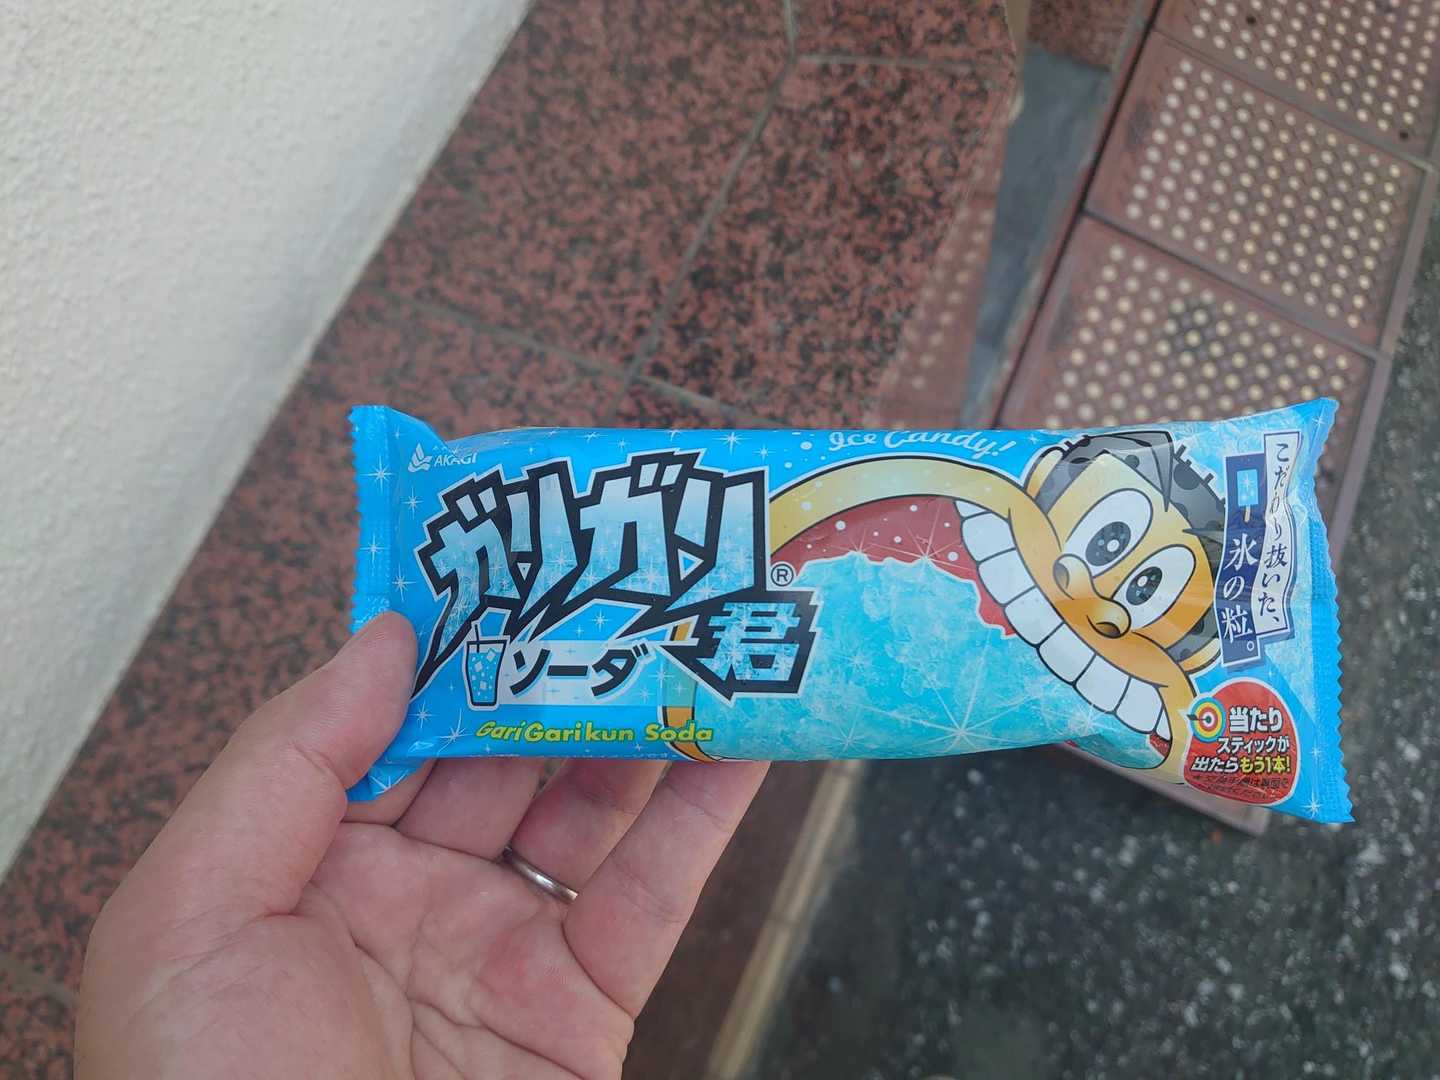 AKAGI
Ice Candy!
ガリガリ君
®
ソーダ
GariGarikun Soda
こだわり抜いた、
氷の粒。
当たり
スティックが
出たらもう1本!